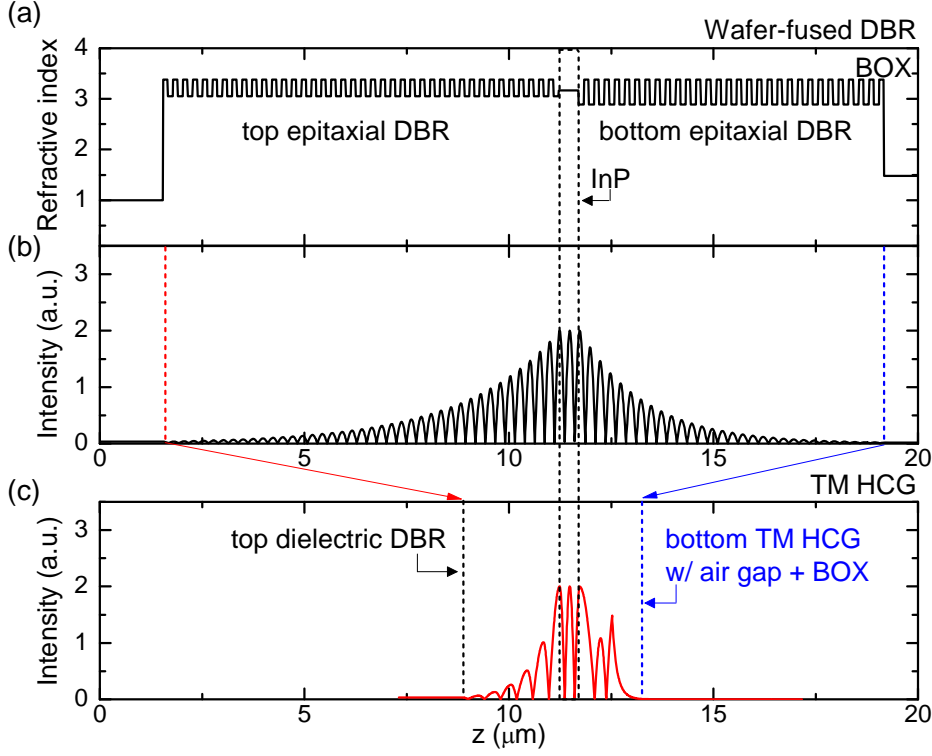 (a)
Wafer-fused DBR
BOX
4
3
2
1
Refractive index
top epitaxial DBR
bottom epitaxial DBR
InP
(b)
3
2
1
0
Intensity (a.u.)
0 5 10 15 20
(c)
TM HCG
3
2
1
0
Intensity (a.u.)
top dielectric DBR
bottom TM HCG
w/ air gap + BOX
0 5 10 15 20
z (μm)